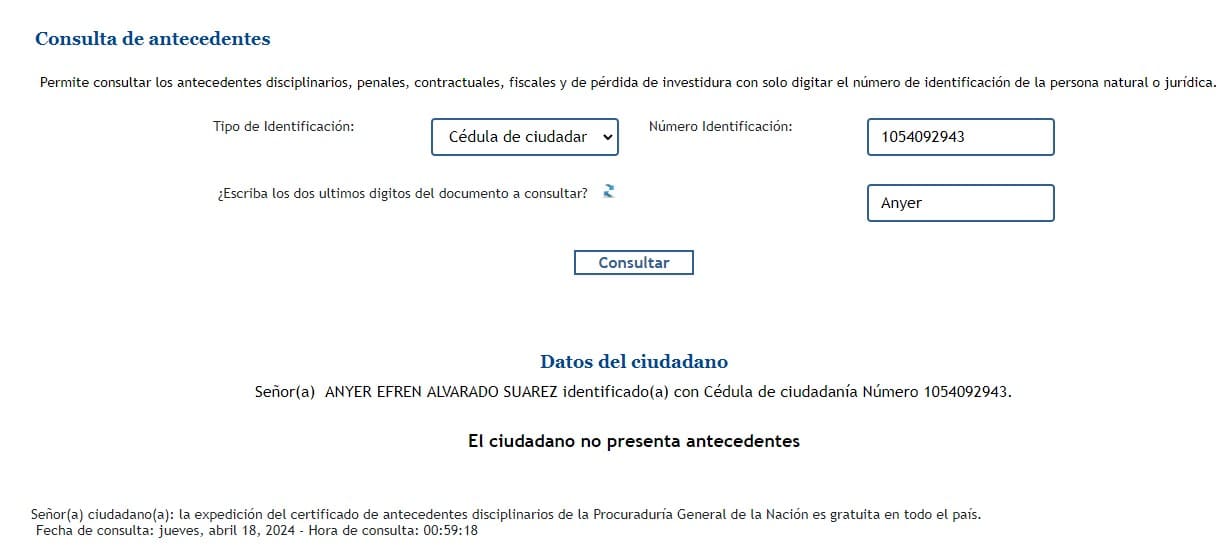 Consulta de antecedentes
Permite consultar los antecedentes disciplinarios, penales, contractuales, fiscales y de pérdida de investidura con solo digitar el número de identificación de la persona natural o jurídica.
Tipo de Identificación:
Cédula de ciudadar
Número Identificación:
1054092943
¿Escriba los dos ultimos digitos del documento a consultar?
Anyer
Consultar
Datos del ciudadano
Señor(a) ANYER EFREN ALVARADO SUAREZ identificado(a) con Cédula de ciudadanía Número 1054092943.
El ciudadano no presenta antecedentes
Señor(a) ciudadano(a): la expedición del certificado de antecedentes disciplinarios de la Procuraduría General de la Nación es gratuita en todo el país.
Fecha de consulta: jueves, abril 18, 2024 - Hora de consulta: 00:59:18